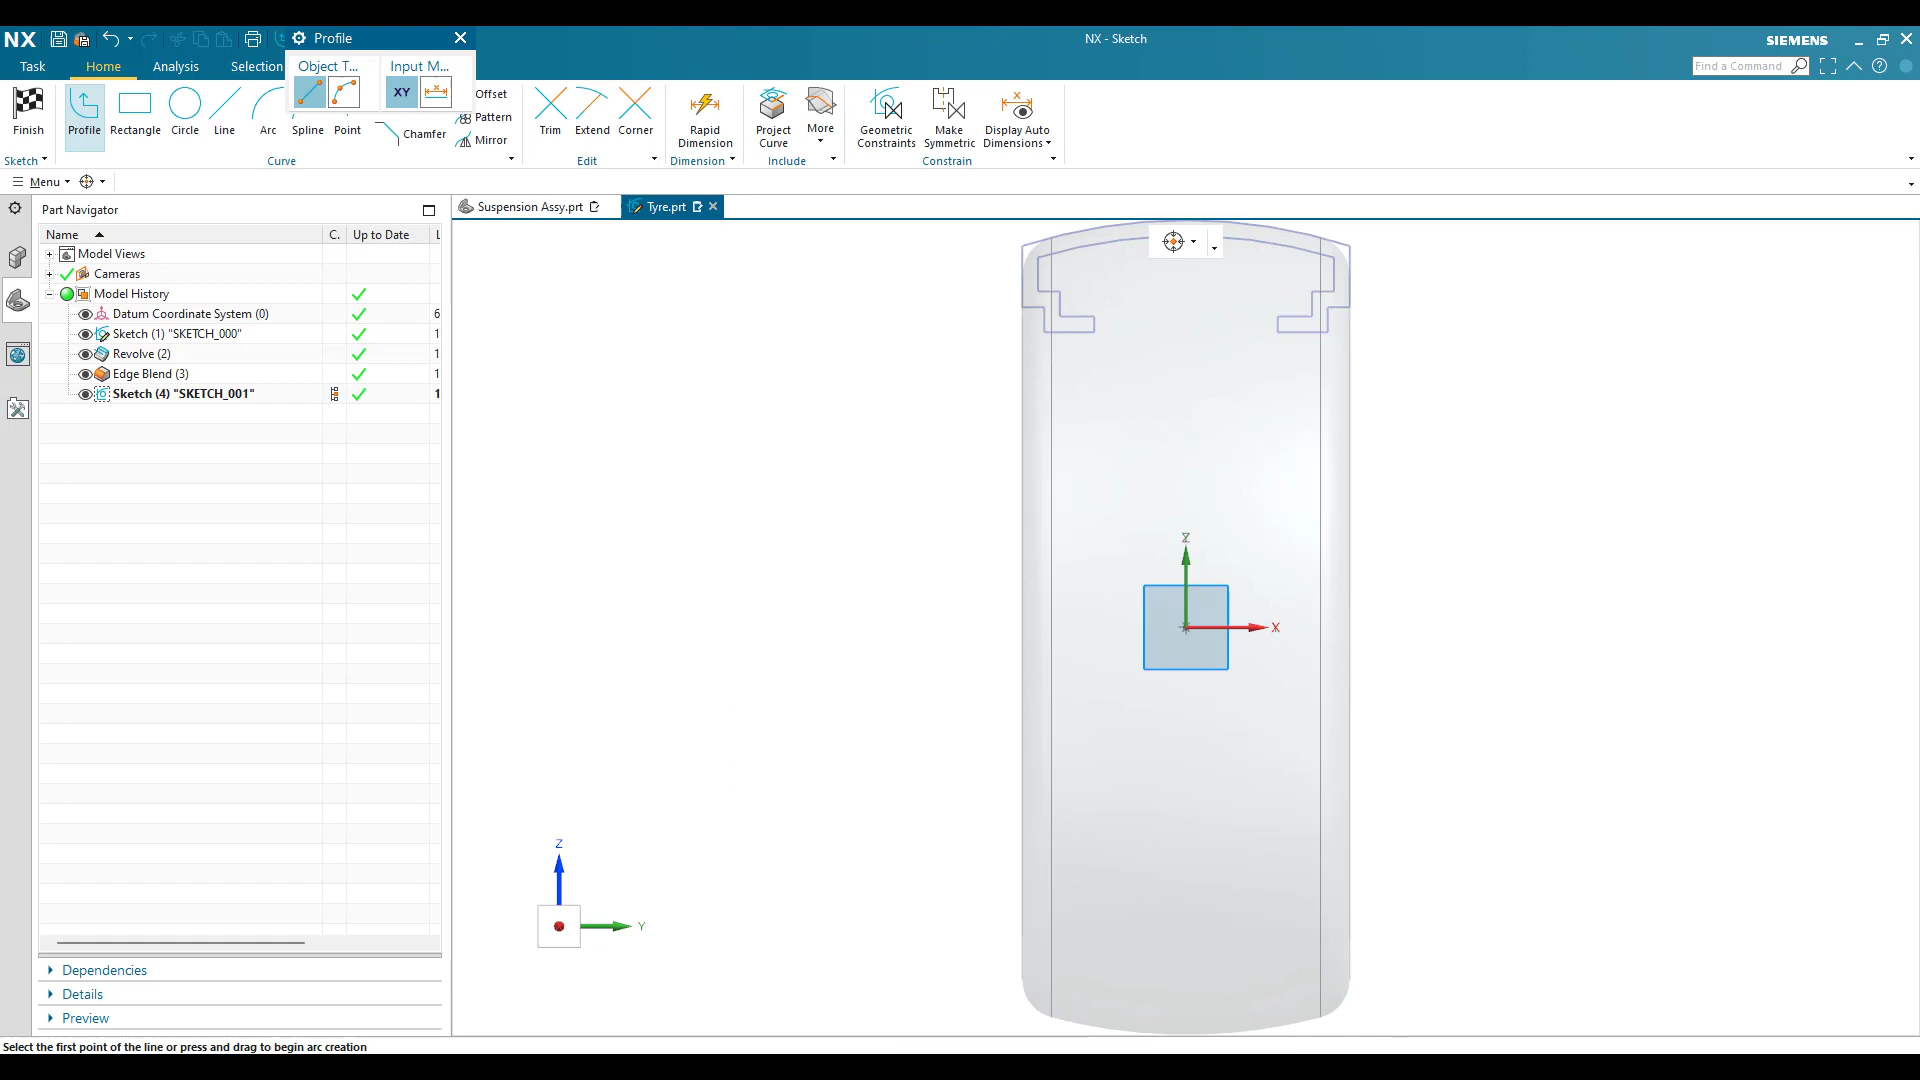 NX
Profile
NX - Sketch
SIEMENS
Task
Home
Analysis
Selection
Object T...
Input M...
Find a Command
XY
Finish
Profile
Rectangle
Circle
Line
Arc
Spline
Point
Chamfer
Offset
Pattern
Mirror
Trim
Extend
Corner
Rapid
Dimension
Project
Curve
More
Geometric
Constraints
Make
Symmetric
Display Auto
Dimensions
Sketch
Curve
Edit
Dimension
Include
Constrain
Menu
Part Navigator
Suspension Assy.prt
Tyre.prt
Name
C.
Up to Date
L
Model Views
Cameras
Model History
Datum Coordinate System (0)
6
Sketch (1) "SKETCH_000"
1
Revolve (2)
1
Edge Blend (3)
1
Sketch (4) "SKETCH_001"
1
Z
X
Z
Y
Dependencies
Details
Preview
Select the first point of the line or press and drag to begin arc creation